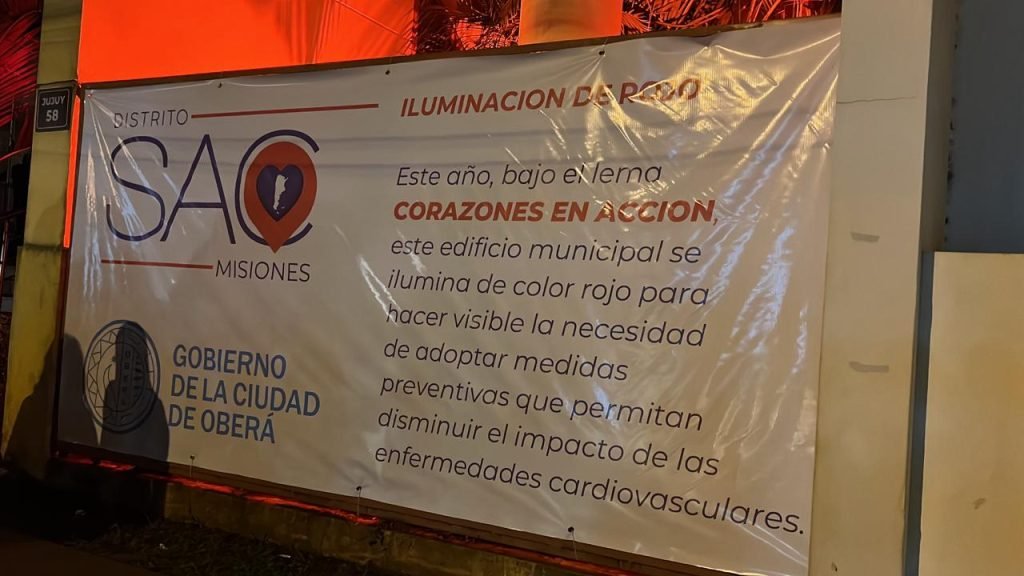 JUJUY
58
DISTRITO
SAC
MISIONES
GOBIERNO
DE LA CIUDAD
DE OBERÁ
ILUMINACION DE RODO
Este año, bajo el lema
CORAZONES EN ACCION,
este edificio municipal se
ilumina de color rojo para
hacer visible la necesidad
de adoptar medidas
preventivas que permitan
disminuir el impacto de las
enfermedades cardiovasculares.